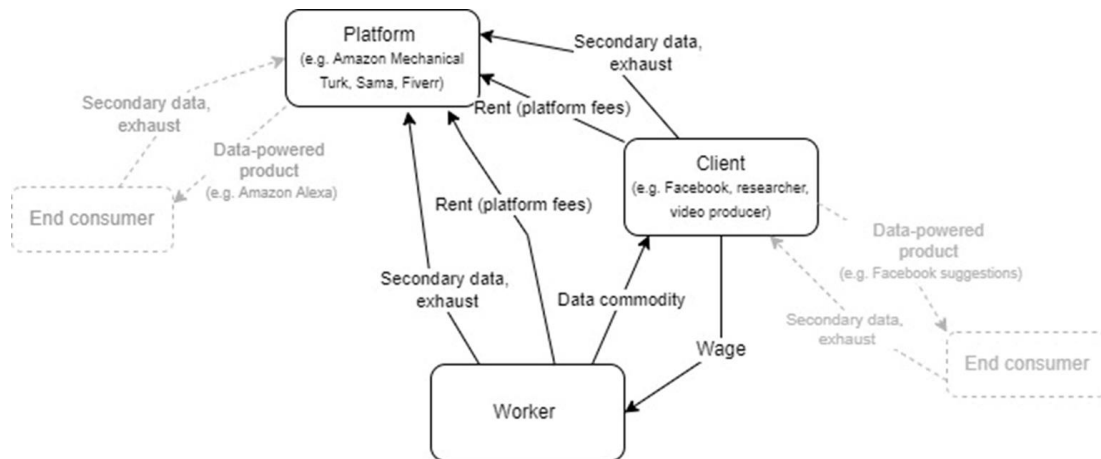 Platform
(e.g. Amazon Mechanical
Turk, Sama, Fiverr)
Secondary data,
exhaust
Rent (platform fees)
Secondary data,
exhaust
Data-powered
product
(e.g. Amazon Alexa)
End consumer
Client
(e.g. Facebook, researcher,
video producer)
Rent (platform fees)
Data-powered
product
(e.g. Facebook suggestions)
Secondary data,
exhaust
Data commodity
Secondary data,
exhaust
Wage
End consumer
Worker